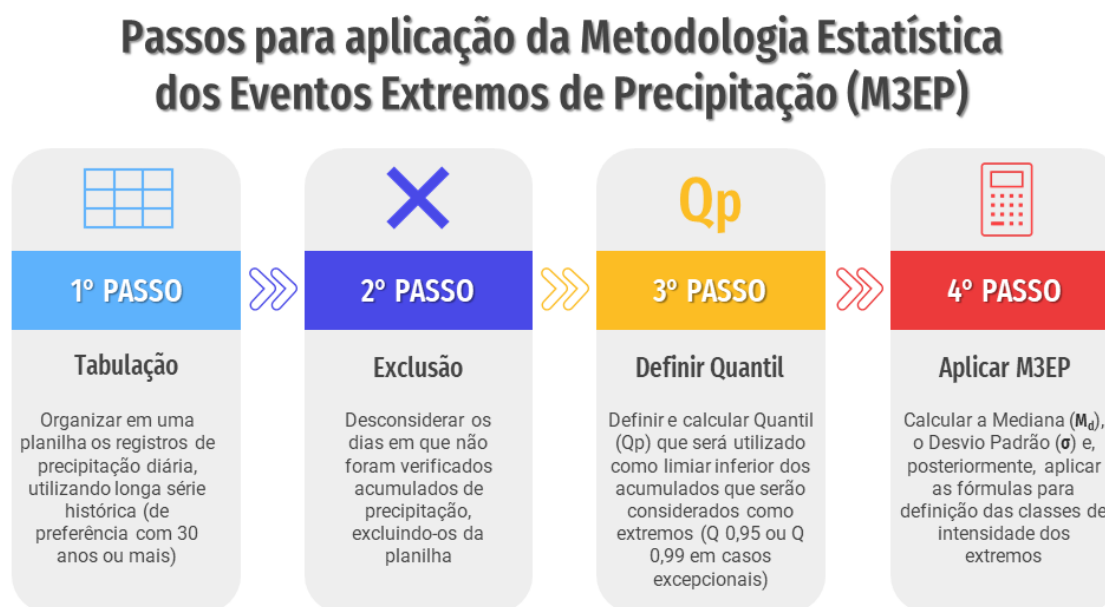 Passos para aplicação da Metodologia Estatística
dos Eventos Extremos de Precipitação (M3EP)
1º PASSO
Tabulação
Organizar em uma
planilha os registros de
precipitação diária,
utilizando longa série
histórica (de
preferência com 30
anos ou mais)
2º PASSO
Exclusão
Desconsiderar os
dias em que não
foram verificados
acumulados de
precipitação,
excluindo-os da
planilha
Qp
3º PASSO
Definir Quantil
Definir e calcular Quantil
(Qp) que será utilizado
como limiar inferior dos
acumulados que serão
considerados como
extremos (Q 0,95 ou Q
0,99 em casos
excepcionais)
4º PASSO
Aplicar M3EP
Calcular a Mediana (Md),
o Desvio Padrão (σ) e,
posteriormente, aplicar
as fórmulas para
definição das classes de
intensidade dos
extremos